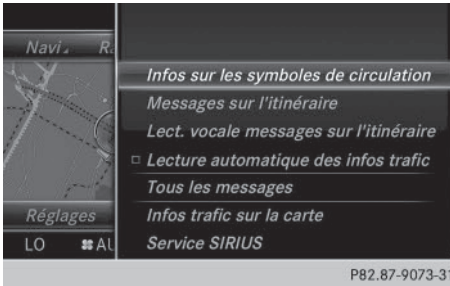 Navi
Infos sur les symboles de circulation
Messages sur l'itinéraire
Lect. vocale messages sur l'itinéraire
Lecture automatique des infos trafic
Tous les messages
Réglages
Infos trafic sur la carte
LO
Service SIRIUS
P82.87-9073-31